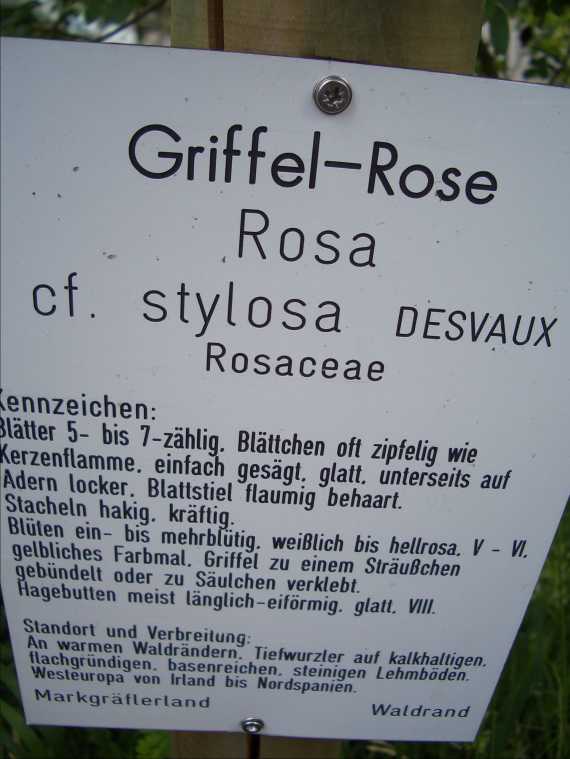 Griffel-Rose
Rosa
cf. stylosa DESVAUX
Rosaceae
Kennzeichen:
Blätter 5- bis 7-zählig. Blättchen oft zipfelig wie
Kerzenflamme. einfach gesägt. glatt. unterseits auf
Adern locker. Blattstiel flaumig behaart.
Stacheln hakig. kräftig.
Blüten ein- bis mehrblütig. weißlich bis hellrosa. V - VI.
gelbliches Farbmal. Griffel zu einem Sträußchen
gebündelt oder zu Säulchen verklebt.
Hagebutten meist länglich-eiförmig. glatt. VIII.
Standort und Verbreitung:
An warmen Waldrändern. Tiefwurzler auf kalkhaltigen.
flachgründigen. basenreichen. steinigen Lehmböden.
Westeuropa von Irland bis Nordspanien.
Markgräflerland Waldrand